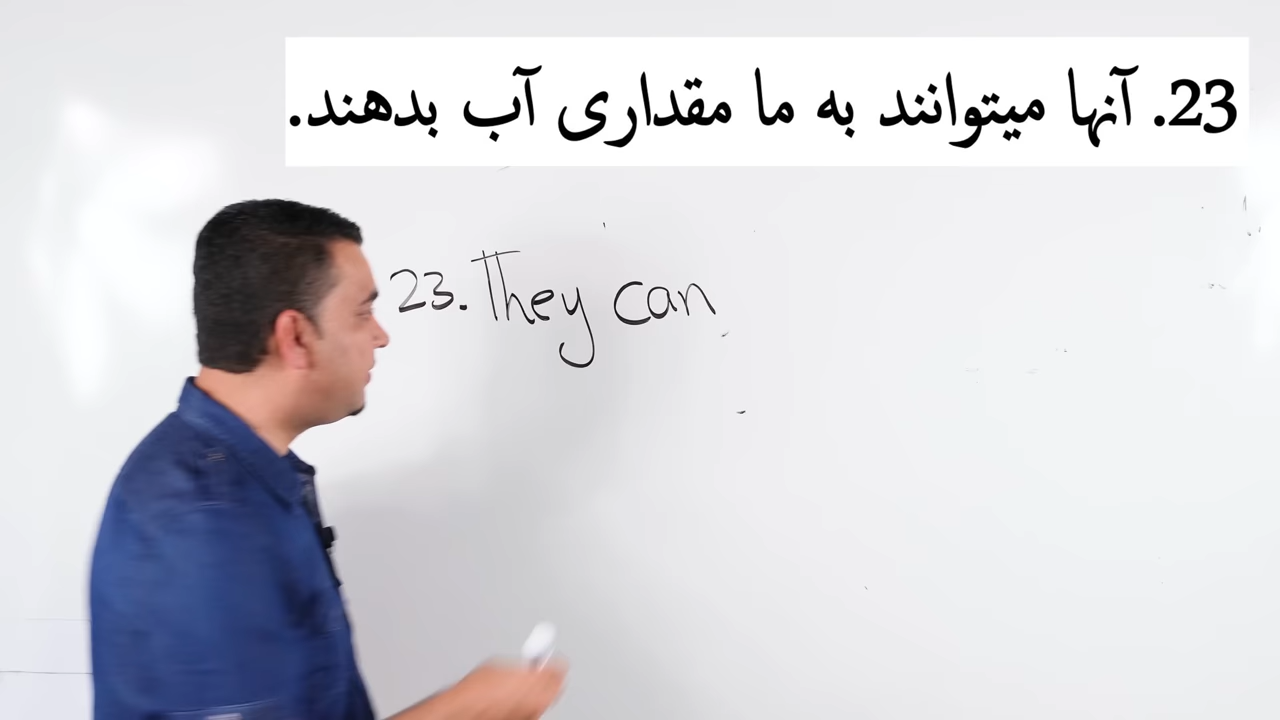 23. آنها میتوانند به ما مقداری آب بدهند.
23. They can